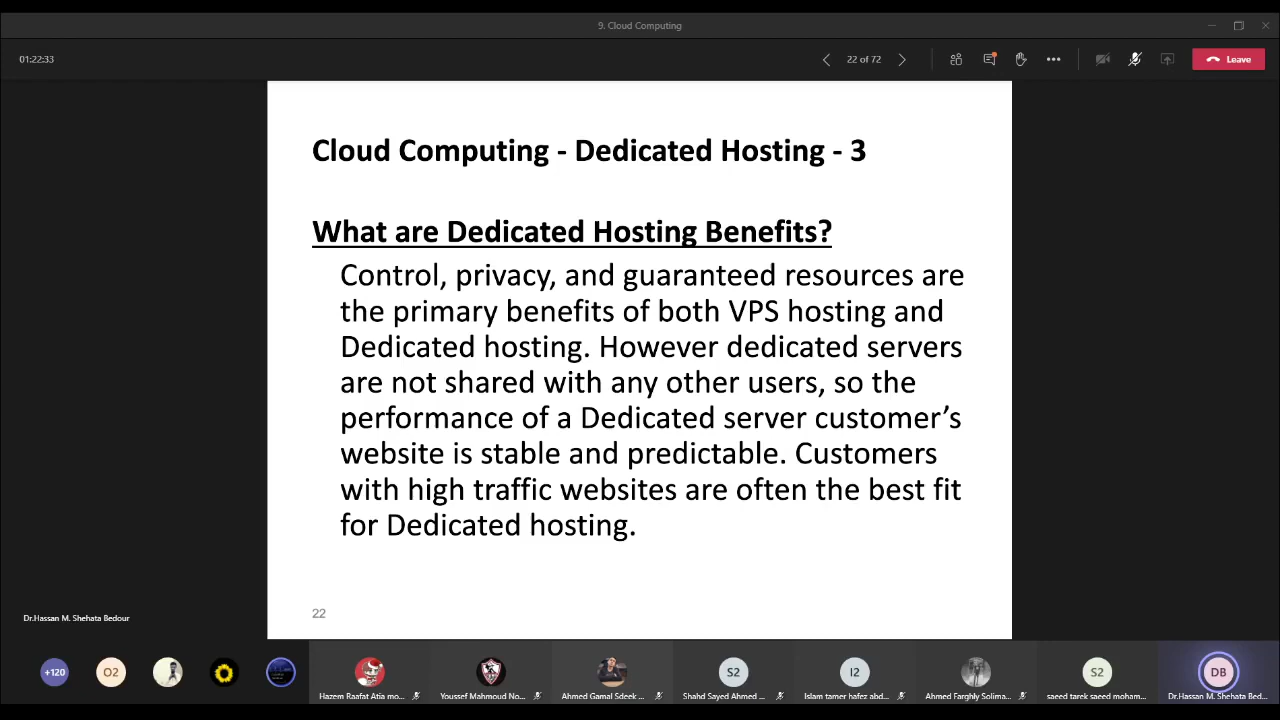 9. Cloud Computing
01:22:33
22 of 72
Leave
Cloud Computing - Dedicated Hosting - 3
What are Dedicated Hosting Benefits?
Control, privacy, and guaranteed resources are
the primary benefits of both VPS hosting and
Dedicated hosting. However dedicated servers
are not shared with any other users, so the
performance of a Dedicated server customer’s
website is stable and predictable. Customers
with high traffic websites are often the best fit
for Dedicated hosting.
22
Dr.Hassan M. Shehata Bedour
+120
O2
S2
I2
S2
DB
Hazem Raafat Atia mo...
Youssef Mahmoud No...
Ahmed Gamal Sdeek ...
Shahd Sayed Ahmed ...
Islam tamer hafez abd...
Ahmed Farghly Solima...
saeed tarek saeed moham...
Dr.Hassan M. Shehata Bed...